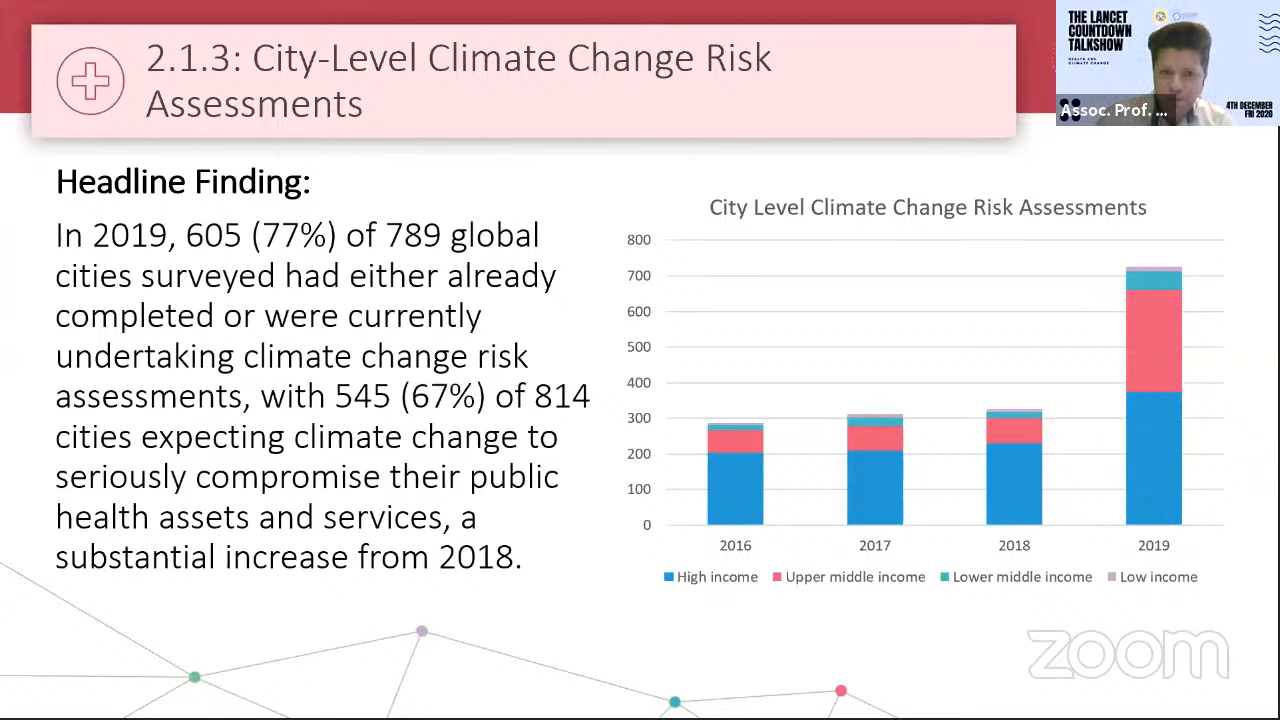 2.1.3: City-Level Climate Change Risk
Assessments
THE LANCET
COUNTDOWN
TALKSHOW
HEALTH AND
CLIMATE CHANGE
Assoc. Prof. ...
4TH DECEMBER
FRI 2020
Headline Finding:
In 2019, 605 (77%) of 789 global
cities surveyed had either already
completed or were currently
undertaking climate change risk
assessments, with 545 (67%) of 814
cities expecting climate change to
seriously compromise their public
health assets and services, a
substantial increase from 2018.
City Level Climate Change Risk Assessments
800
700
600
500
400
300
200
100
0
2016 2017 2018 2019
High income Upper middle income Lower middle income Low income
zoom